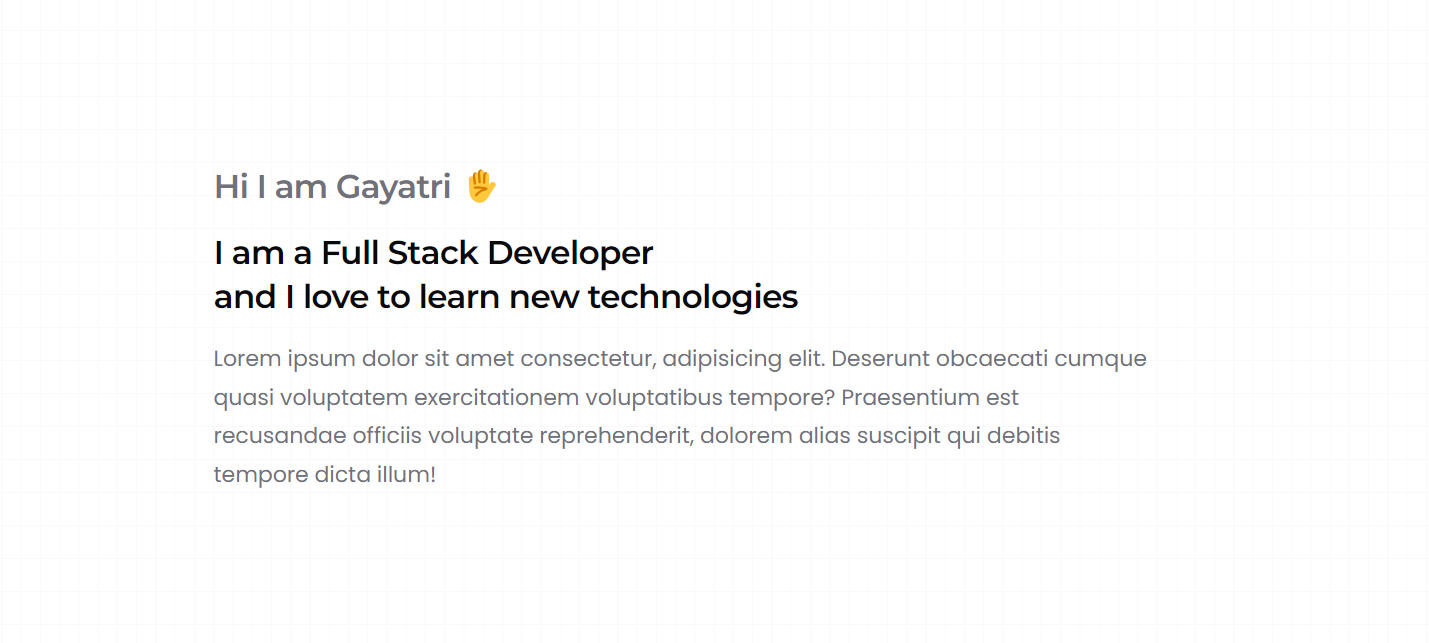 Hi I am Gayatri 🤚
I am a Full Stack Developer
and I love to learn new technologies
Lorem ipsum dolor sit amet consectetur, adipisicing elit. Deserunt obcaecati cumque
quasi voluptatem exercitationem voluptatibus tempore? Praesentium est
recusandae officiis voluptate reprehenderit, dolorem alias suscipit qui debitis
tempore dicta illum!